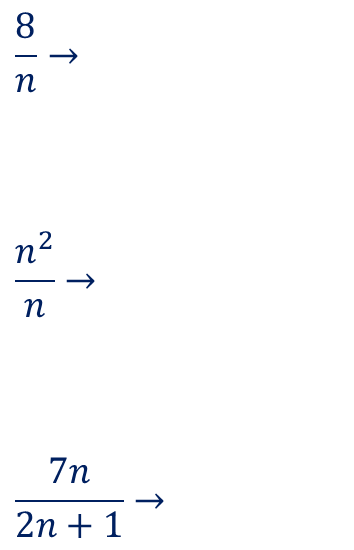 8/n →
n²/n →
7n/(2n + 1) →